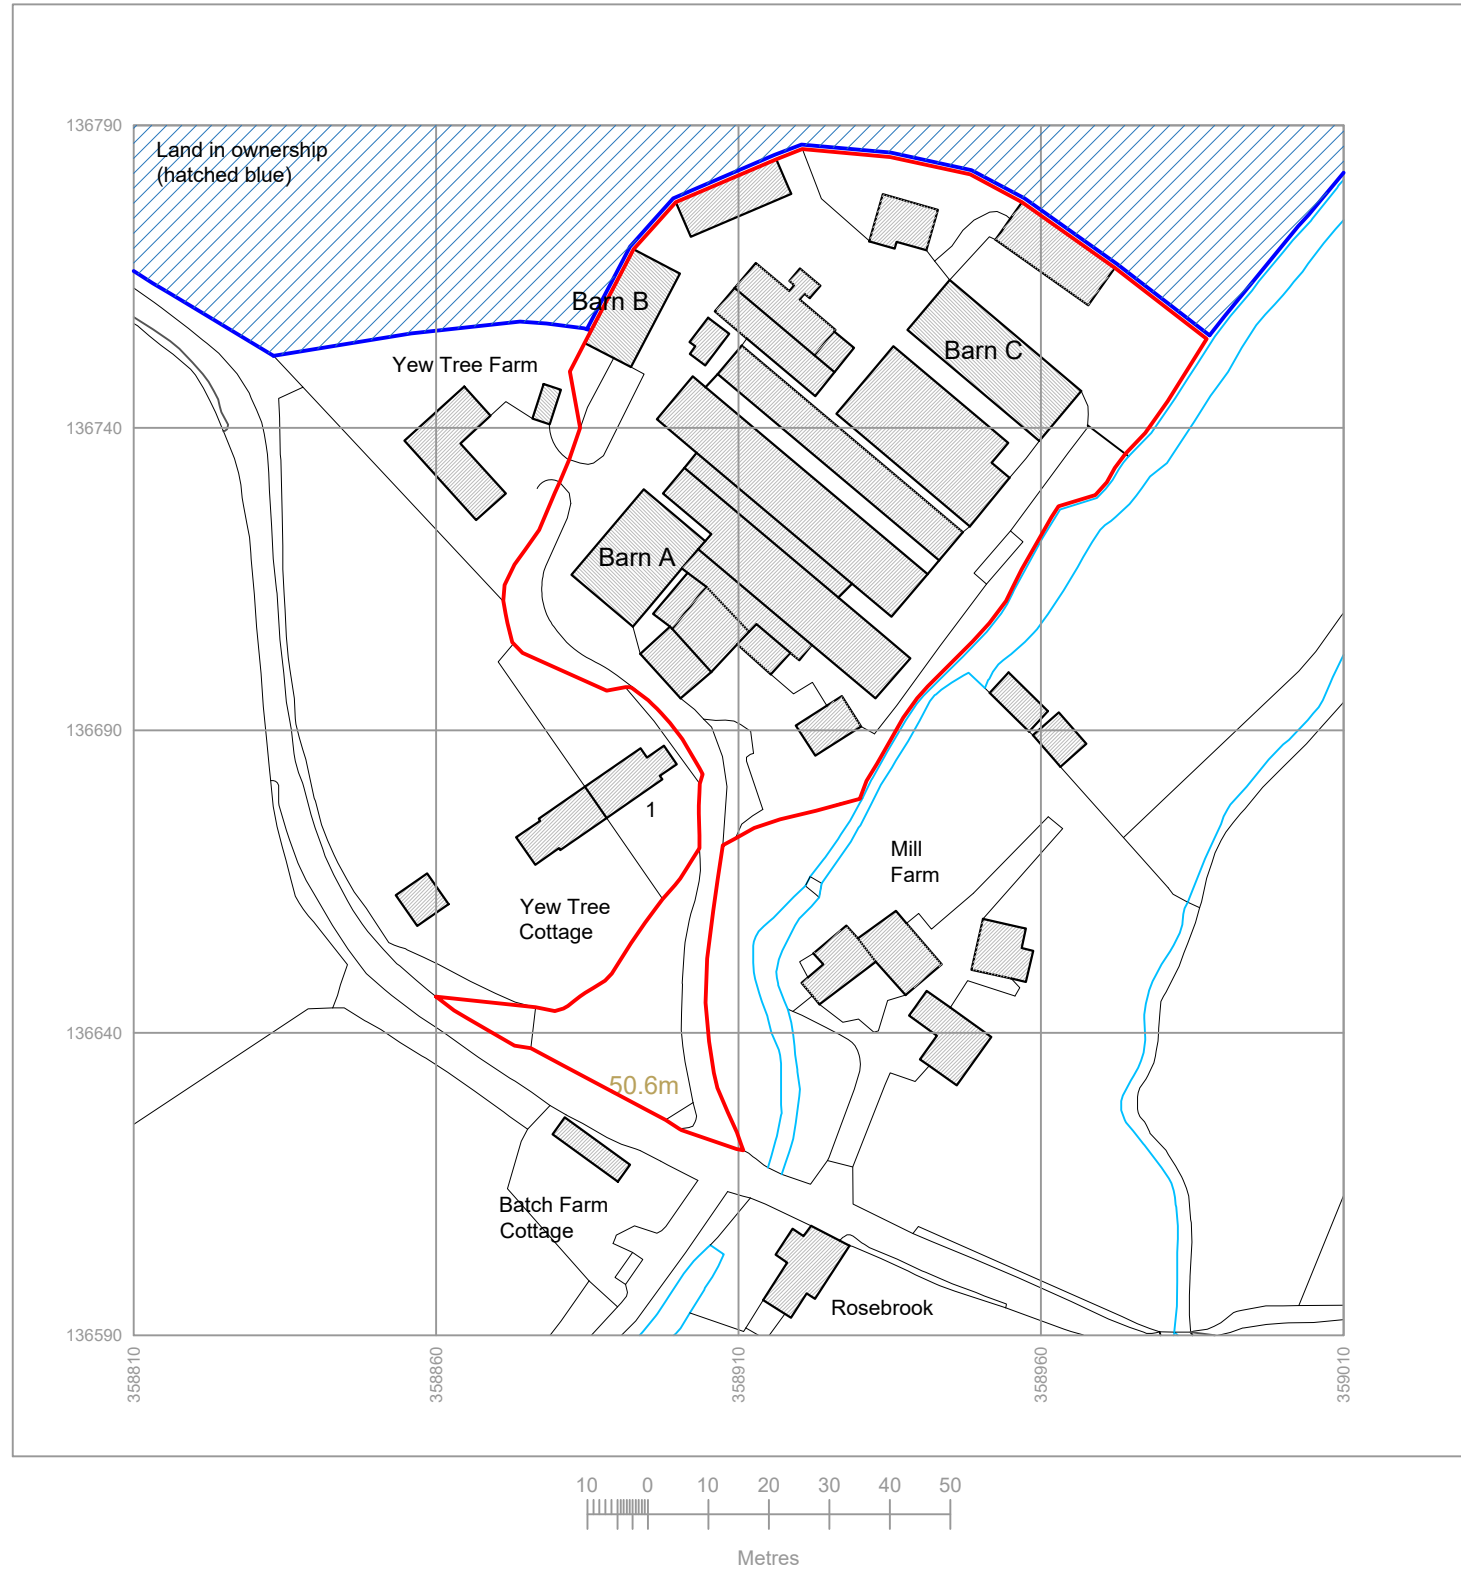 136790
Land in ownership
(hatched blue)
Barn B
Yew Tree Farm
Barn C
136740
Barn A
136690
1
Mill
Farm
Yew Tree
Cottage
136640
50.6m
Batch Farm
Cottage
Rosebrook
136590
358810
358860
358910
358960
359010
10 0 10 20 30 40 50
Metres